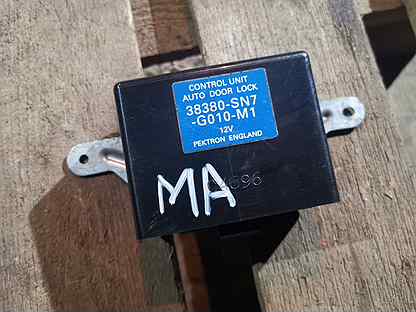 CONTROL UNIT
AUTO DOOR LOCK
38380-SN7
-G010-M1
12V
PEKTRON ENGLAND
MA